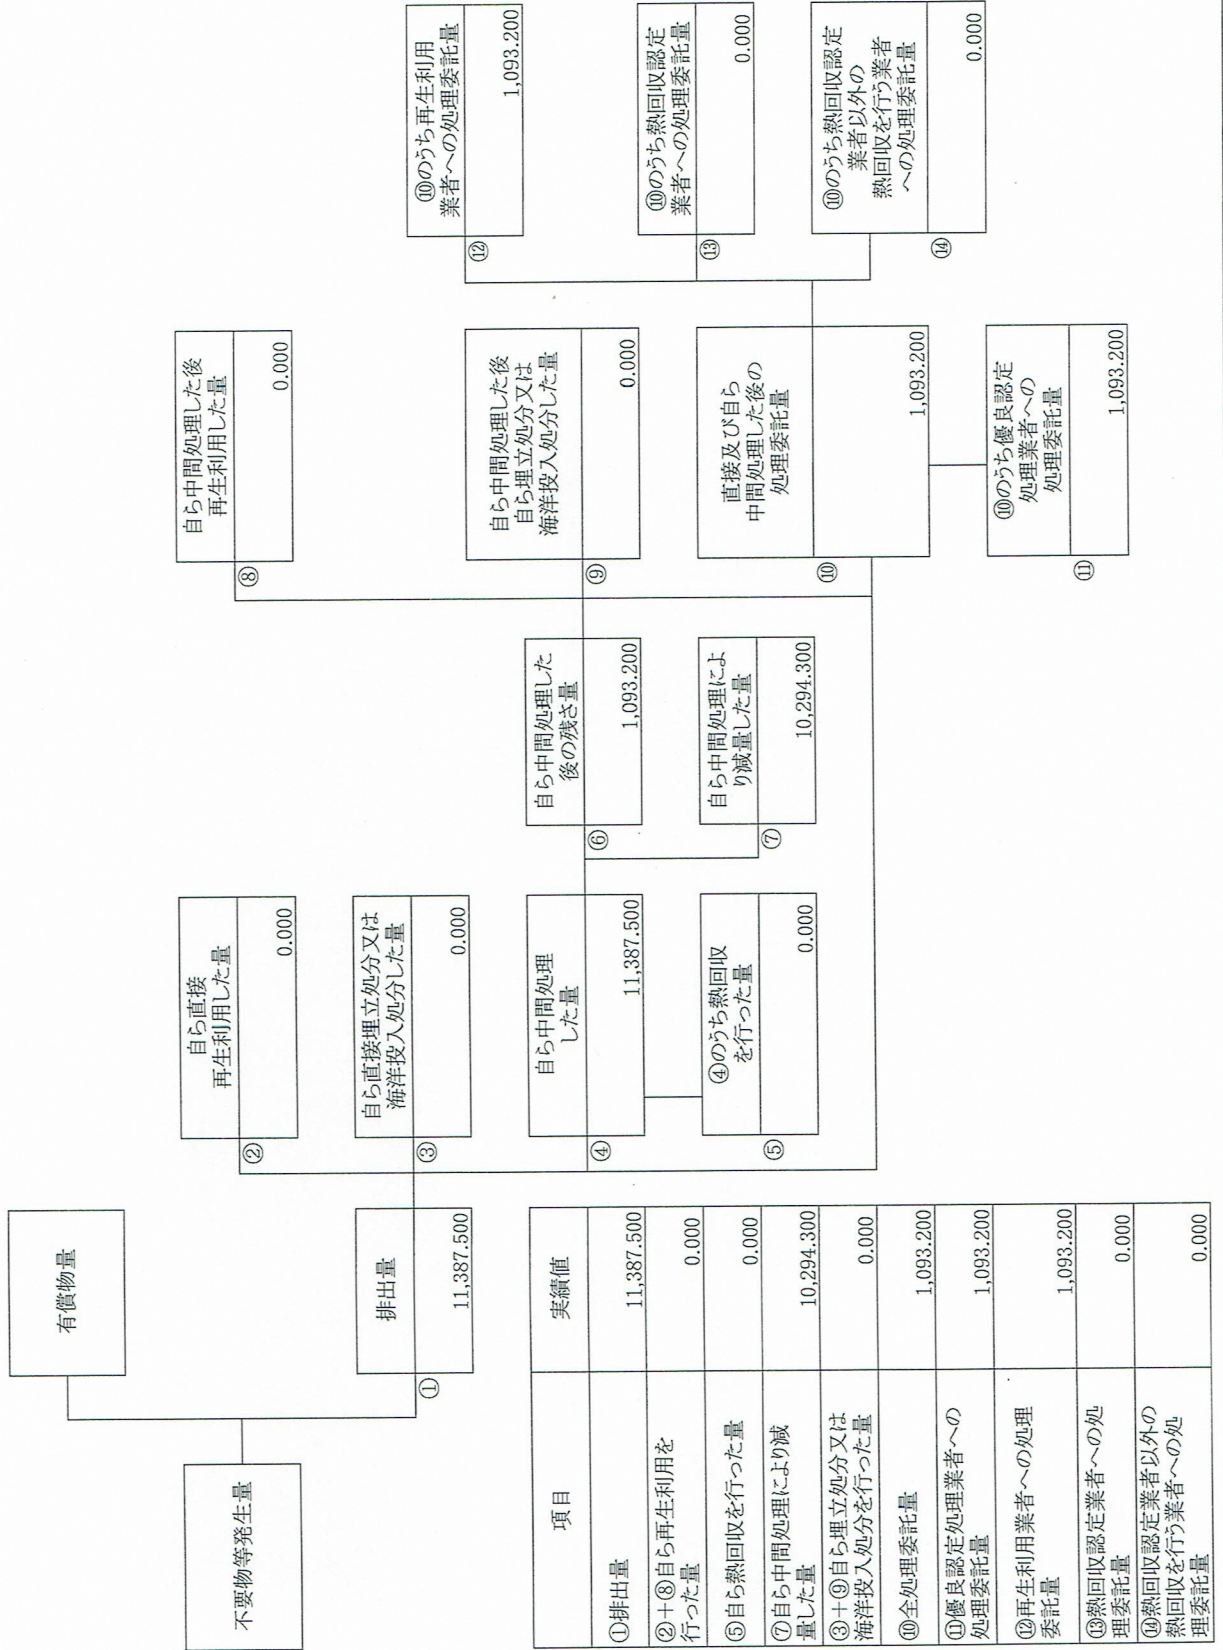 不要物等発生量
有償物量
排出量
①
11,387.500
自ら直接
再生利用した量
②
0.000
自ら直接埋立処分又は
海洋投入処分した量
③
0.000
自ら中間処理
した量
④
11,387.500
④のうち熱回収
を行った量
⑤
0.000
自ら中間処理した
後の残さ量
⑥
1,093.200
自ら中間処理によ
り減量した量
⑦
10,294.300
自ら中間処理した後
再生利用した量
⑧
0.000
自ら中間処理した後
自ら埋立処分又は
海洋投入処分した量
⑨
0.000
直接及び自ら
中間処理した後の
処理委託量
⑩
1,093.200
⑩のうち優良認定
処理業者への
処理委託量
⑪
1,093.200
⑩のうち再生利用
業者への処理委託量
⑫
1,093.200
⑩のうち熱回収認定
業者への処理委託量
⑬
0.000
⑩のうち熱回収認定
業者以外の
熱回収を行う業者
への処理委託量
⑭
0.000
項目 実績値
①排出量 11,387.500
②+⑧自ら再生利用を
行った量 0.000
⑤自ら熱回収を行った量 0.000
⑦自ら中間処理により減
量した量 10,294.300
③+⑨自ら埋立処分又は
海洋投入処分を行った量 0.000
⑩全処理委託量 1,093.200
⑪優良認定処理業者への
処理委託量 1,093.200
⑫再生利用業者への処理
委託量 1,093.200
⑬熱回収認定業者への処
理委託量 0.000
⑭熱回収認定業者以外の
熱回収を行う業者への処
理委託量 0.000